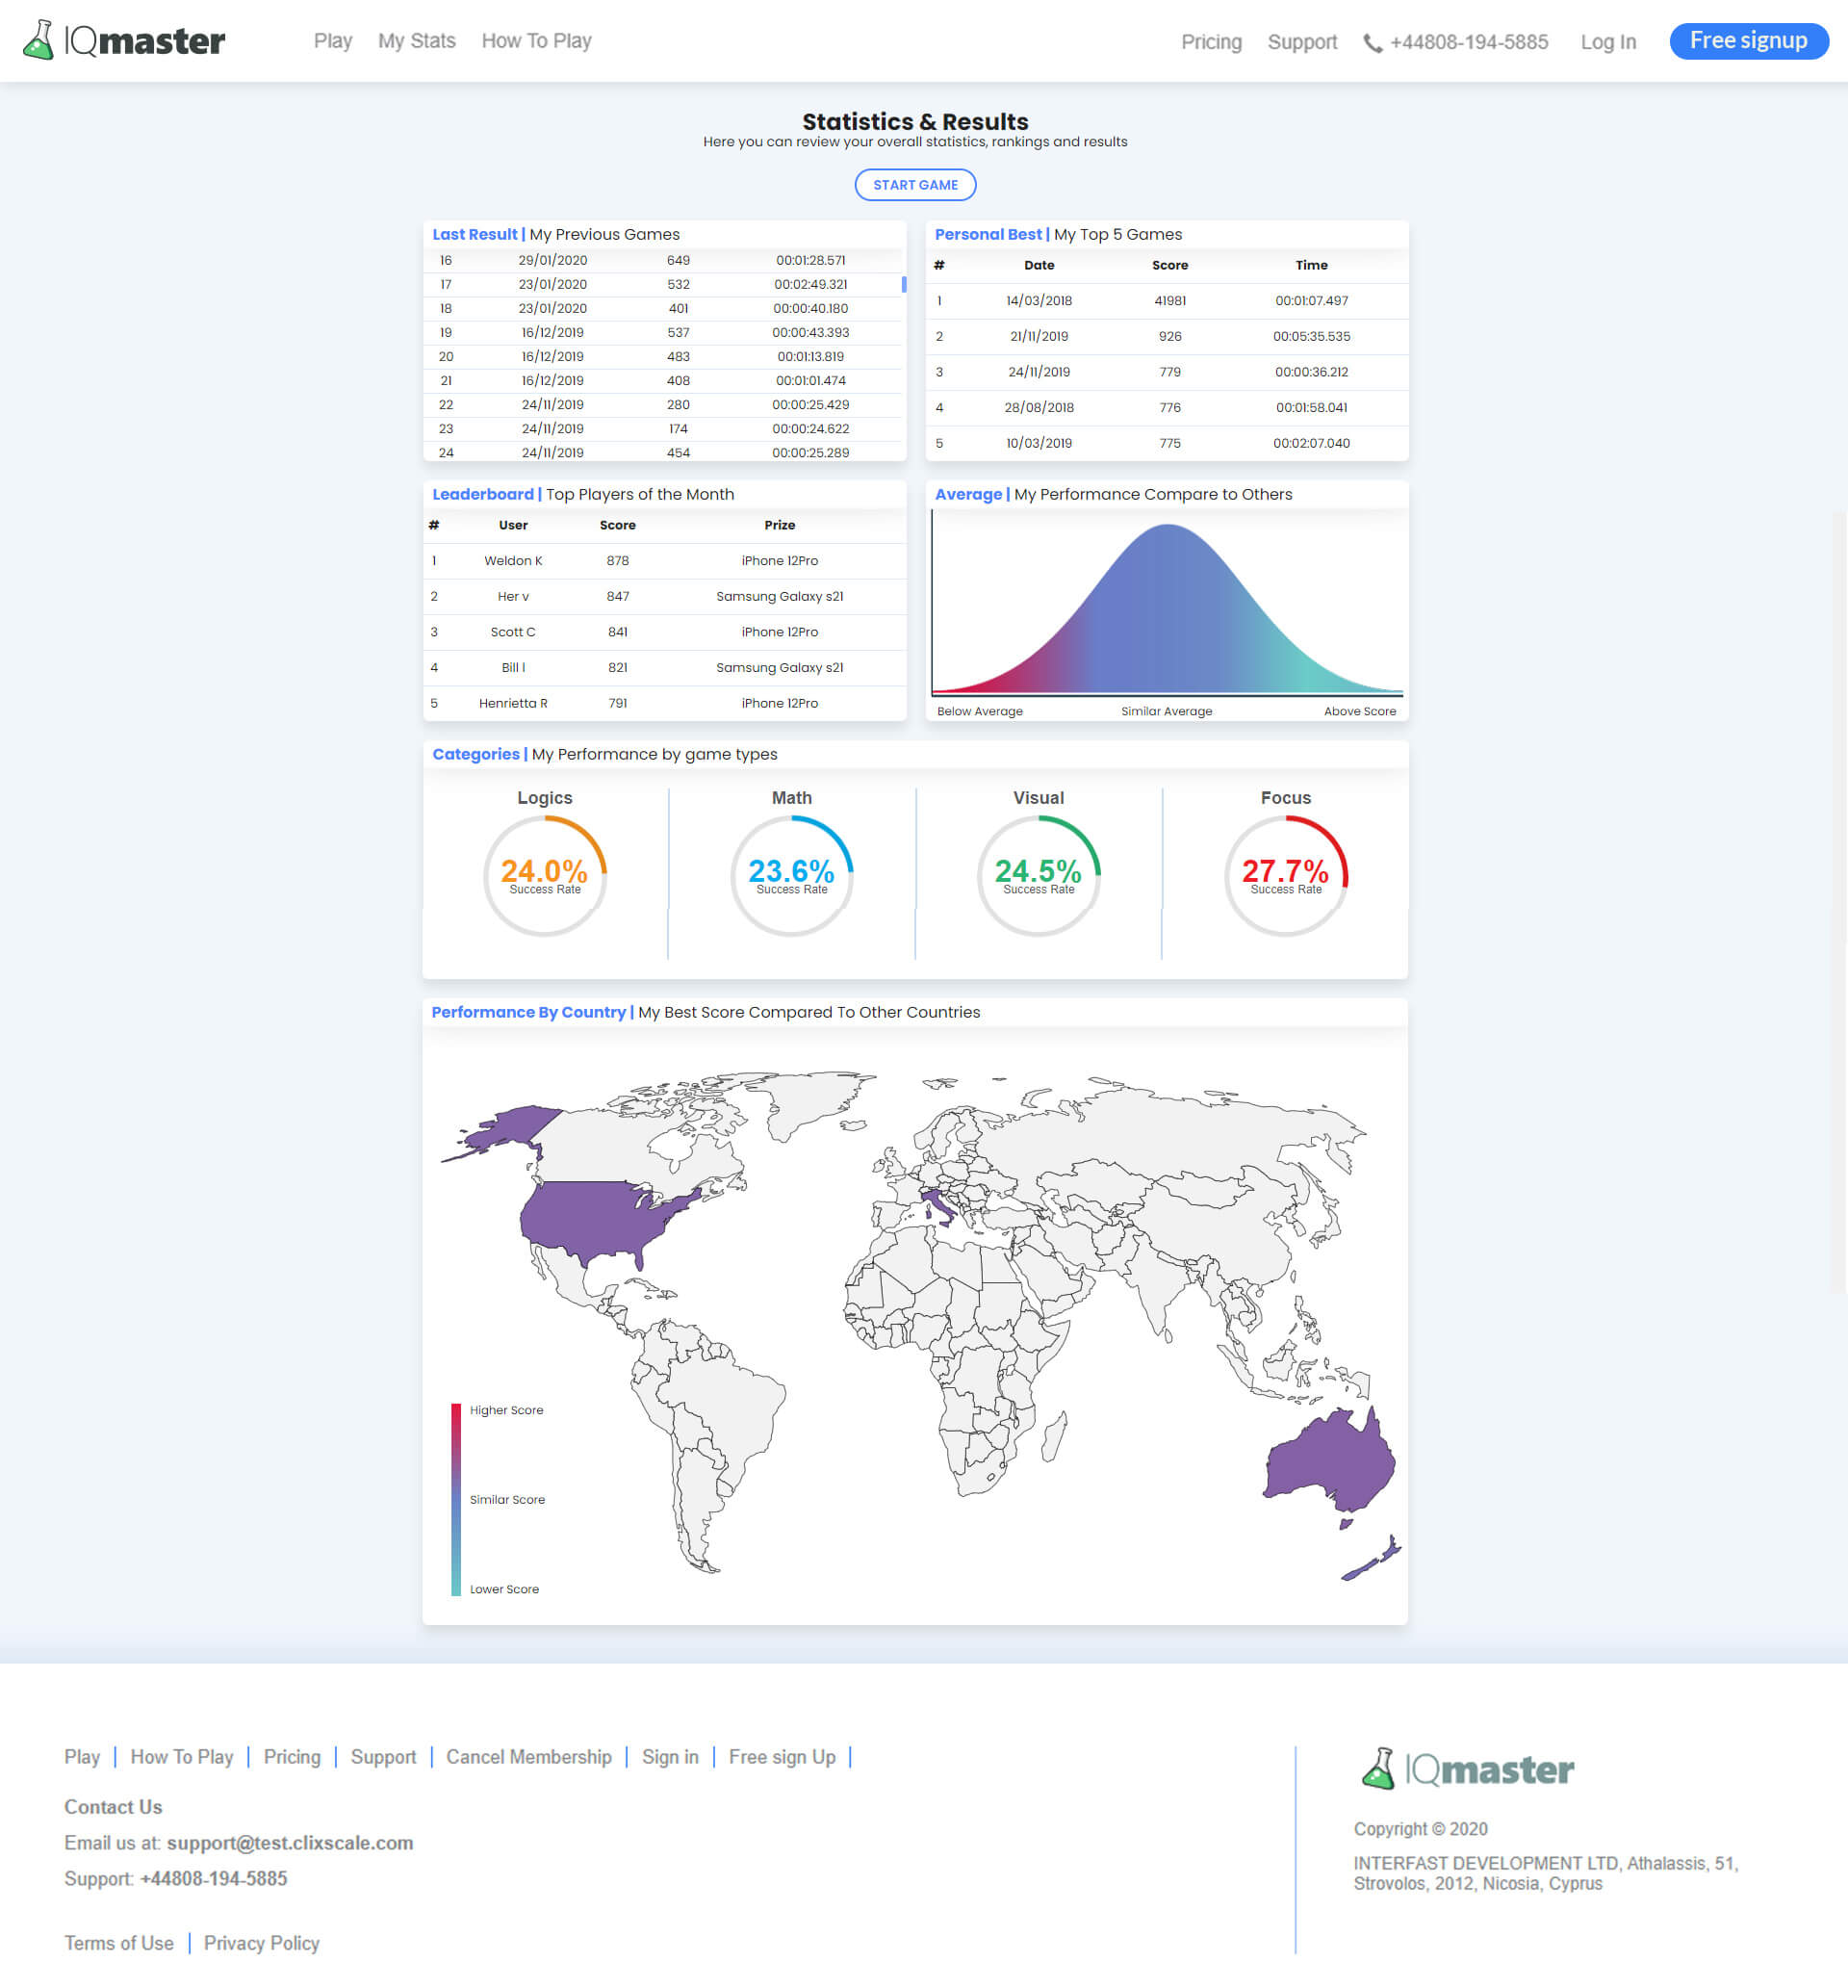 IQmaster Play My Stats How To Play Pricing Support +44808-194-5885 Log In Free signup
Statistics & Results
Here you can review your overall statistics, rankings and results
START GAME
Last Result | My Previous Games
16 29/01/2020 649 00:01:28.571
17 23/01/2020 532 00:02:49.321
18 23/01/2020 401 00:00:40.180
19 16/12/2019 537 00:00:43.393
20 16/12/2019 483 00:01:13.819
21 16/12/2019 408 00:01:01.474
22 24/11/2019 280 00:00:25.429
23 24/11/2019 174 00:00:24.622
24 24/11/2019 454 00:00:25.289
Personal Best | My Top 5 Games
# Date Score Time
1 14/03/2018 41981 00:01:07.497
2 21/11/2019 926 00:05:35.535
3 24/11/2019 779 00:00:36.212
4 28/08/2018 776 00:01:58.041
5 10/03/2019 775 00:02:07.040
Leaderboard | Top Players of the Month
# User Score Prize
1 Weldon K 878 iPhone 12Pro
2 Her v 847 Samsung Galaxy s21
3 Scott C 841 iPhone 12Pro
4 Bill l 821 Samsung Galaxy s21
5 Henrietta R 791 iPhone 12Pro
Average | My Performance Compare to Others
Below Average Similar Average Above Score
Categories | My Performance by game types
Logics
24.0%
Success Rate
Math
23.6%
Success Rate
Visual
24.5%
Success Rate
Focus
27.7%
Success Rate
Performance By Country | My Best Score Compared To Other Countries
Higher Score
Similar Score
Lower Score
Play | How To Play | Pricing | Support | Cancel Membership | Sign in | Free sign Up |
Contact Us
Email us at: support@test.clixscale.com
Support: +44808-194-5885
Terms of Use | Privacy Policy
IQmaster
Copyright © 2020
INTERFAST DEVELOPMENT LTD, Athalassis, 51,
Strovolos, 2012, Nicosia, Cyprus